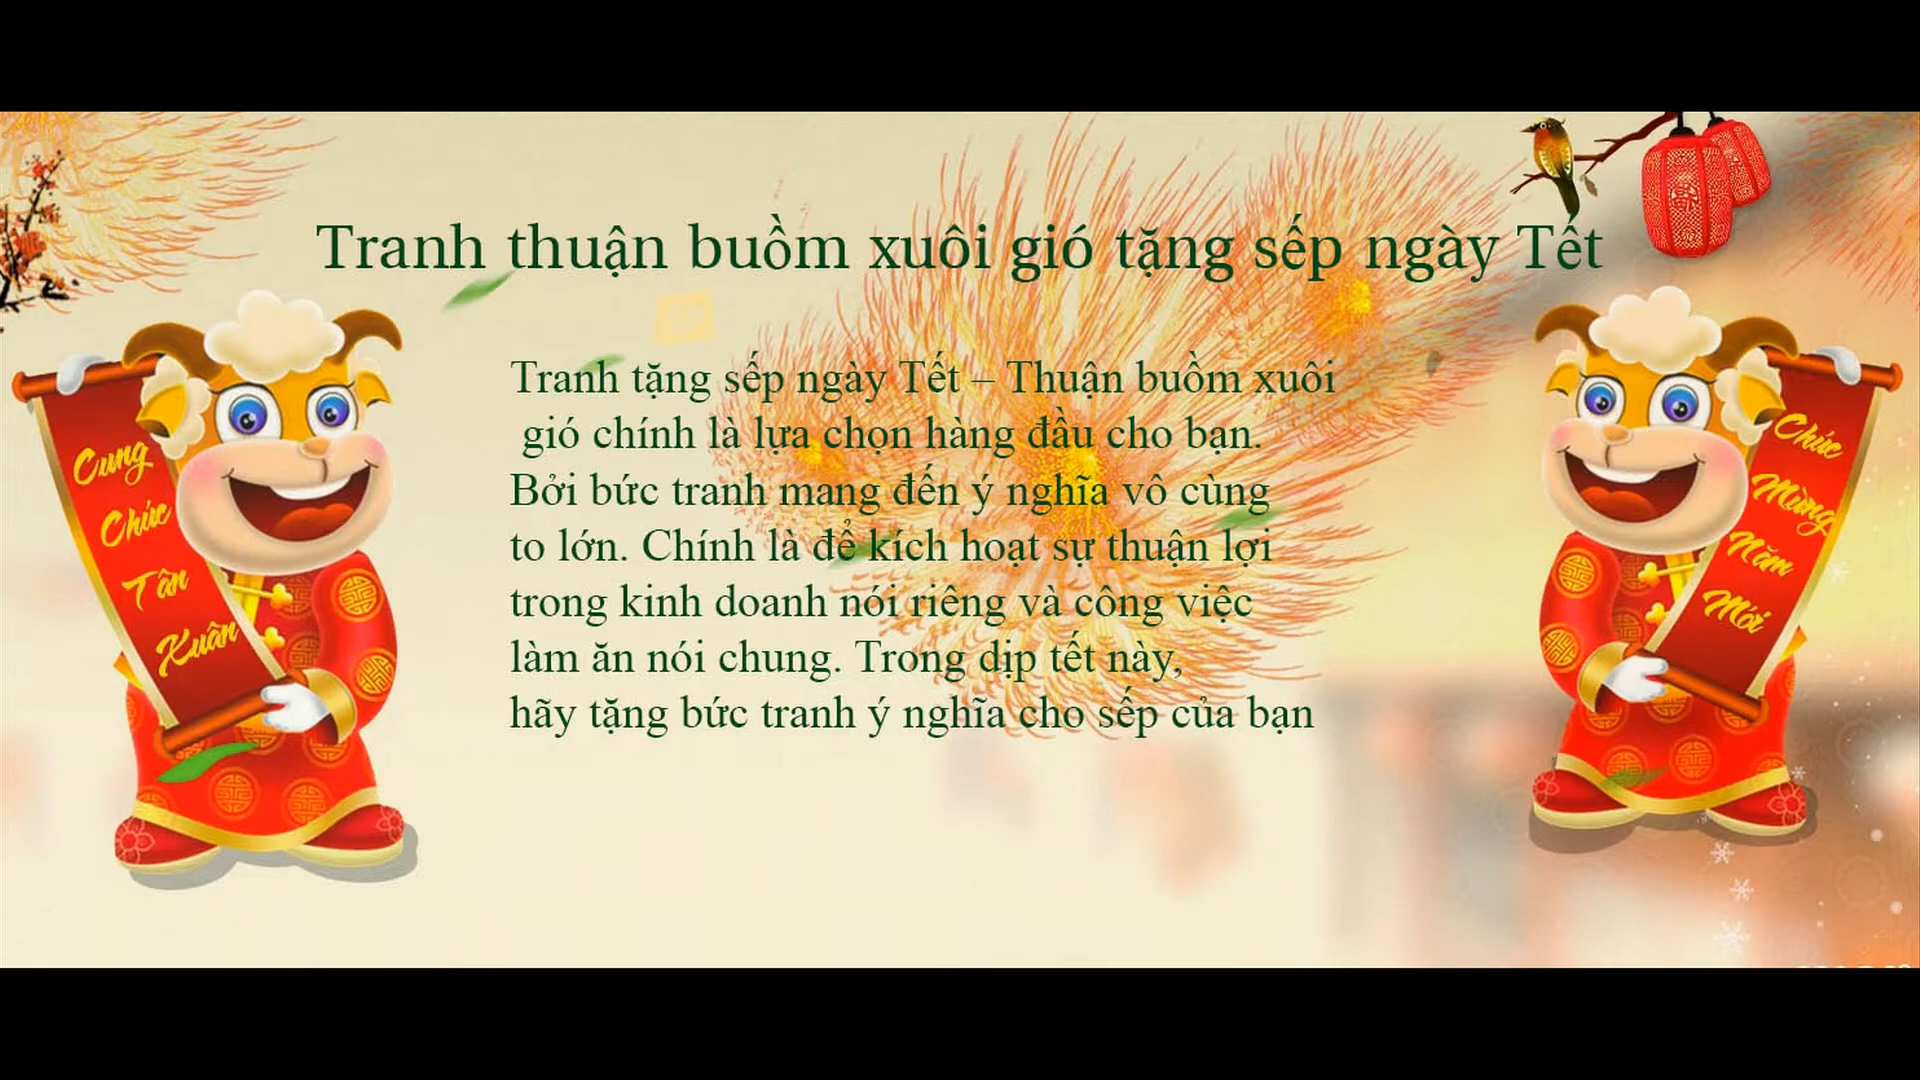 Tranh thuận buồm xuôi gió tặng sếp ngày Tết
Tranh tặng sếp ngày Tết – Thuận buồm xuôi
gió chính là lựa chọn hàng đầu cho bạn.
Bởi bức tranh mang đến ý nghĩa vô cùng
to lớn. Chính là để kích hoạt sự thuận lợi
trong kinh doanh nói riêng và công việc
làm ăn nói chung. Trong dịp tết này,
hãy tặng bức tranh ý nghĩa cho sếp của bạn
Cung
Chúc
Tân
Xuân
Chúc
Mừng
Năm
Mới